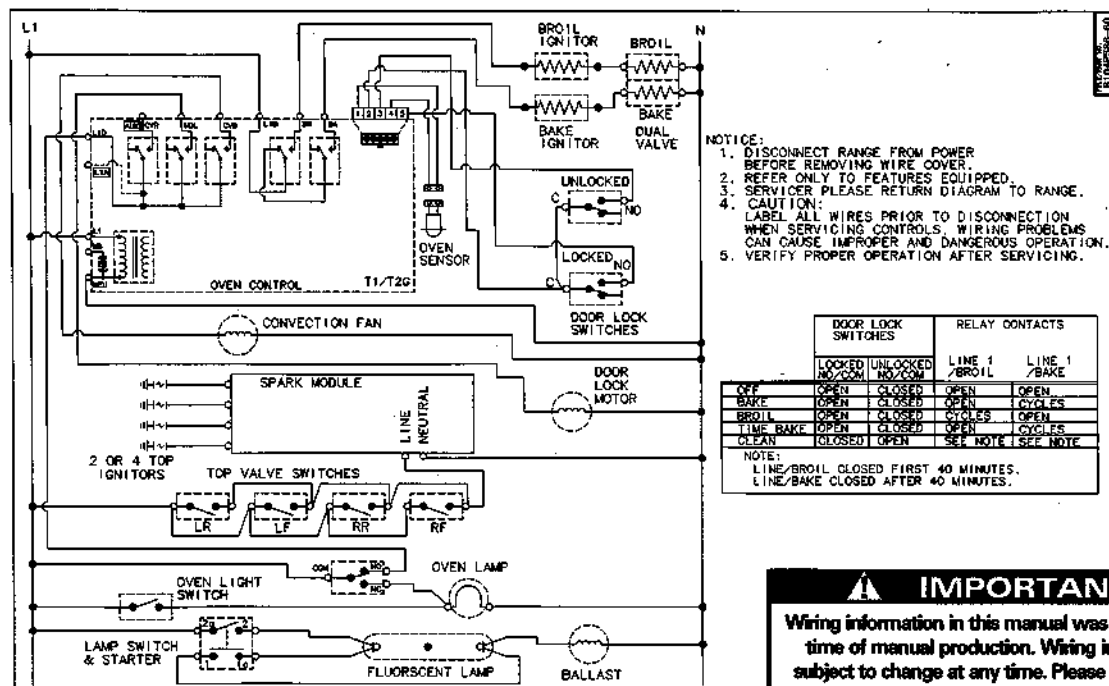 L1
N
BROIL
IGNITOR
BROIL
BAKE
IGNITOR
BAKE
DUAL
VALVE
1 2 3 4 5
L1
OVEN
SENSOR
UNLOCKED
C
NO
LOCKED
NO
C
DOOR LOCK
SWITCHES
OVEN CONTROL
T1/T2G
CONVECTION FAN
DOOR
LOCK
MOTOR
SPARK MODULE
LINE
NEUTRAL
2 OR 4 TOP
IGNITORS
TOP VALVE SWITCHES
LR
LF
RR
RF
COM
OVEN LAMP
OVEN LIGHT
SWITCH
LAMP SWITCH
& STARTER
FLUORSCENT LAMP
BALLAST
NOTICE:
1. DISCONNECT RANGE FROM POWER
BEFORE REMOVING WIRE COVER.
2. REFER ONLY TO FEATURES EQUIPPED.
3. SERVICER PLEASE RETURN DIAGRAM TO RANGE.
4. CAUTION:
LABEL ALL WIRES PRIOR TO DISCONNECTION
WHEN SERVICING CONTROLS. WIRING PROBLEMS
CAN CAUSE IMPROPER AND DANGEROUS OPERATION.
5. VERIFY PROPER OPERATION AFTER SERVICING.
DOOR LOCK SWITCHES RELAY CONTACTS
LOCKED NO/COM UNLOCKED NO/COM LINE 1 /BROIL LINE 1 /BAKE
OFF OPEN CLOSED OPEN OPEN
BAKE OPEN CLOSED OPEN CYCLES
BROIL OPEN CLOSED CYCLES OPEN
TIME BAKE OPEN CLOSED OPEN CYCLES
CLEAN CLOSED OPEN SEE NOTE SEE NOTE
NOTE:
LINE/BROIL CLOSED FIRST 40 MINUTES.
LINE/BAKE CLOSED AFTER 40 MINUTES.
IMPORTAN
Wiring information in this manual was
time of manual production. Wiring i
subject to change at any time. Please